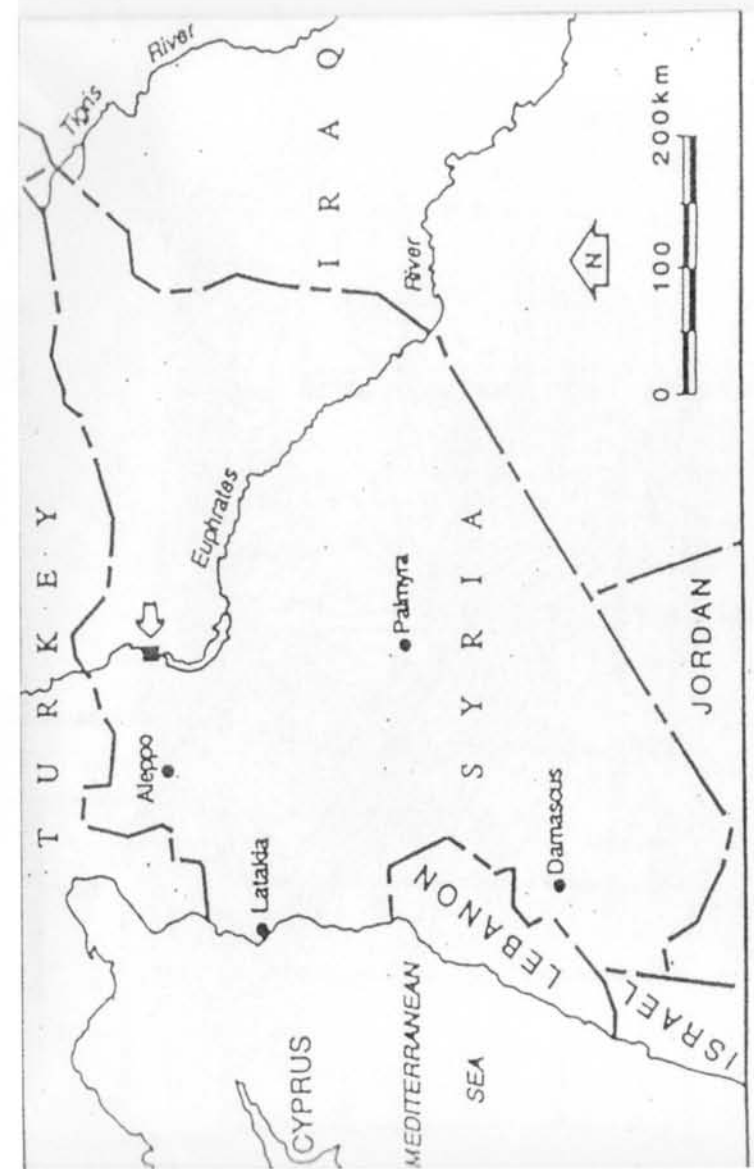 TURKEY
Tigris River
IRAQ
Euphrates
River
Aleppo
Latakia
Palmyra
SYRIA
CYPRUS
MEDITERRANEAN
SEA
LEBANON
Damascus
ISRAEL
JORDAN
N
0 100 200km